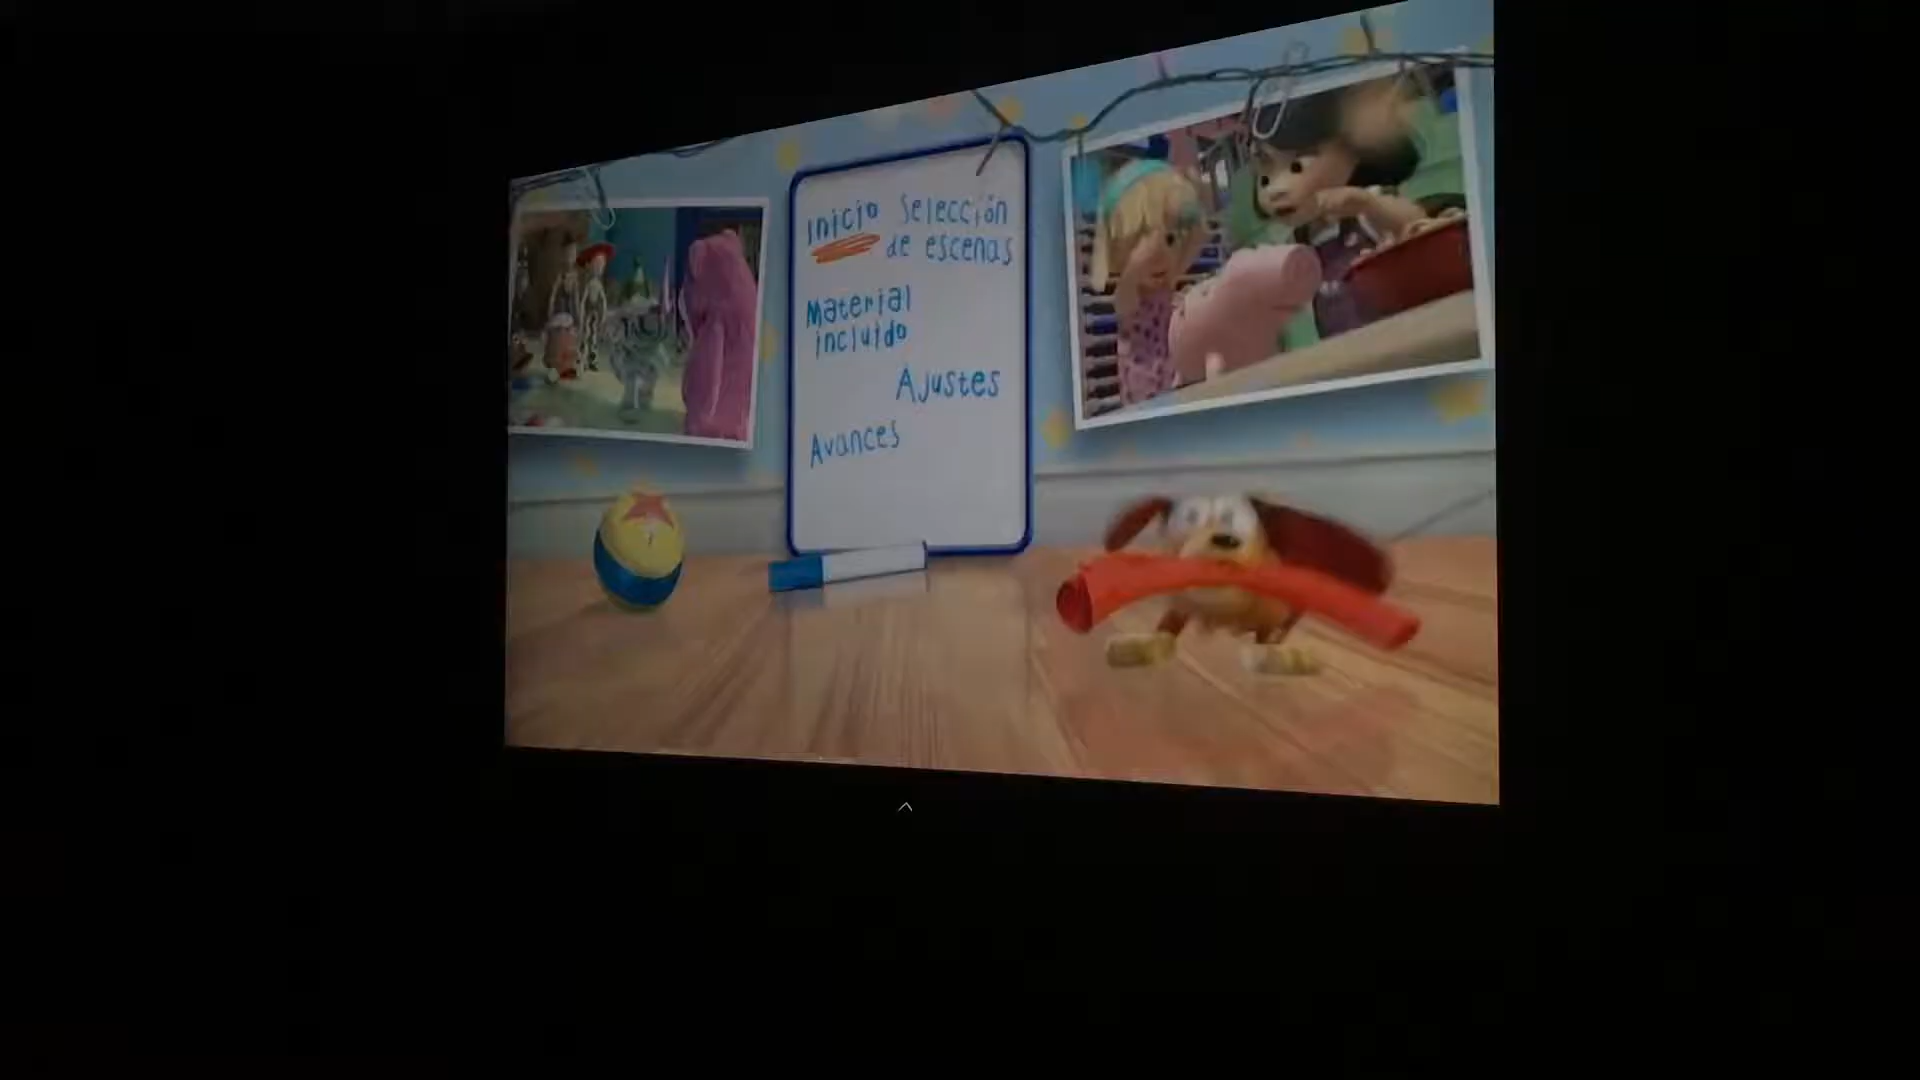 Inicio Selección
de escenas
Material
incluido
Ajustes
Avances